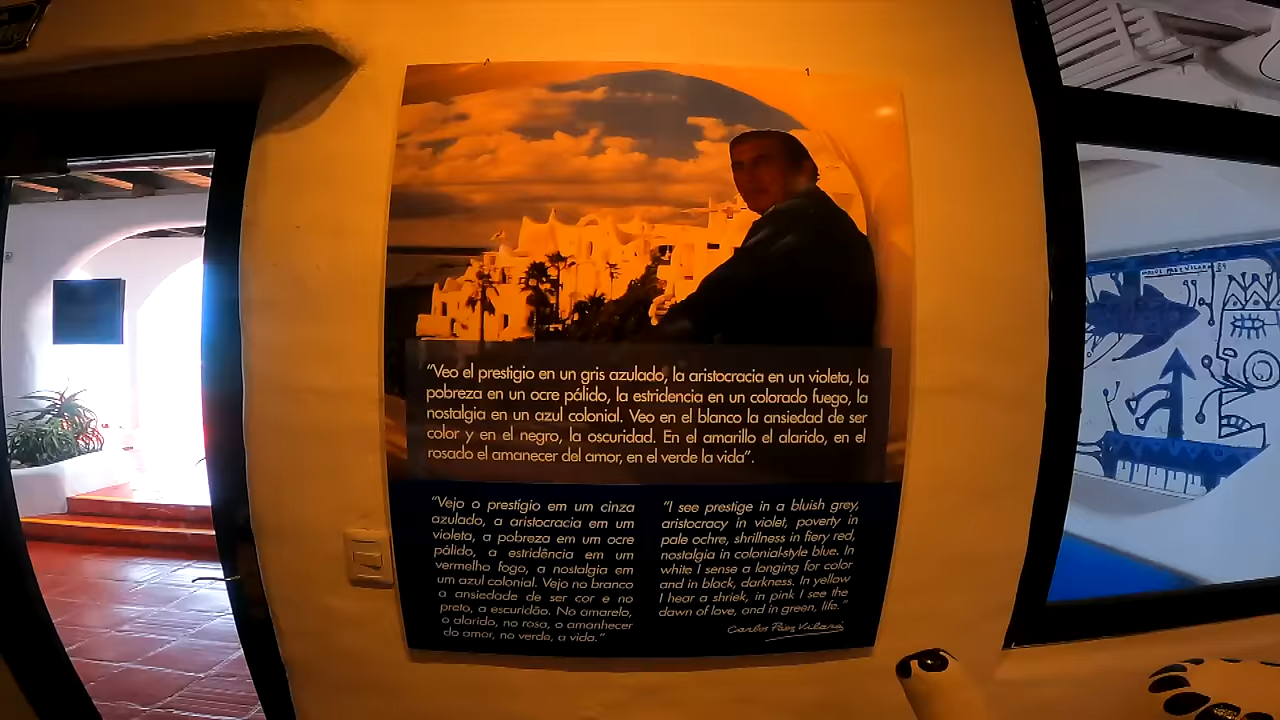 "Veo el prestigio en un gris azulado, la aristocracia en un violeta, la
pobreza en un ocre pálido, la estridencia en un colorado fuego, la
nostalgia en un azul colonial. Veo en el blanco la ansiedad de ser
color y en el negro, la oscuridad. En el amarillo el alarido, en el
rosado el amanecer del amor, en el verde la vida".
"Vejo o prestígio em um cinza
azulado, a aristocracia em um
violeta, a pobreza em um ocre
pálido, a estridência em um
vermelho fogo, a nostalgia em
um azul colonial. Vejo no branco
a ansiedade de ser cor e no
preto, a escuridão. No amarelo,
o alarido, no rosa, o amanhecer
do amor, no verde, a vida."
"I see prestige in a bluish grey,
aristocracy in violet, poverty in
pale ochre, shrillness in fiery red,
nostalgia in colonial-style blue. In
white I sense a longing for color
and in black, darkness. In yellow
I hear a shriek, in pink I see the
dawn of love, and in green, life."
Carlos Páez Vilaró
CARLOS PAEZ VILARO 89